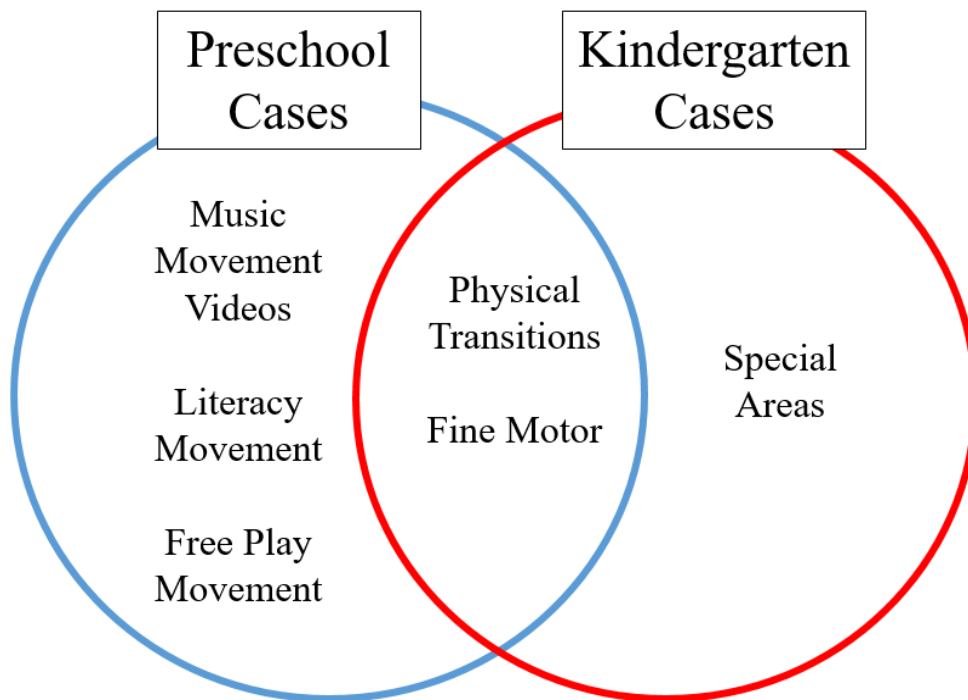 Preschool
Cases
Kindergarten
Cases
Music
Movement
Videos
Literacy
Movement
Free Play
Movement
Physical
Transitions
Fine Motor
Special
Areas